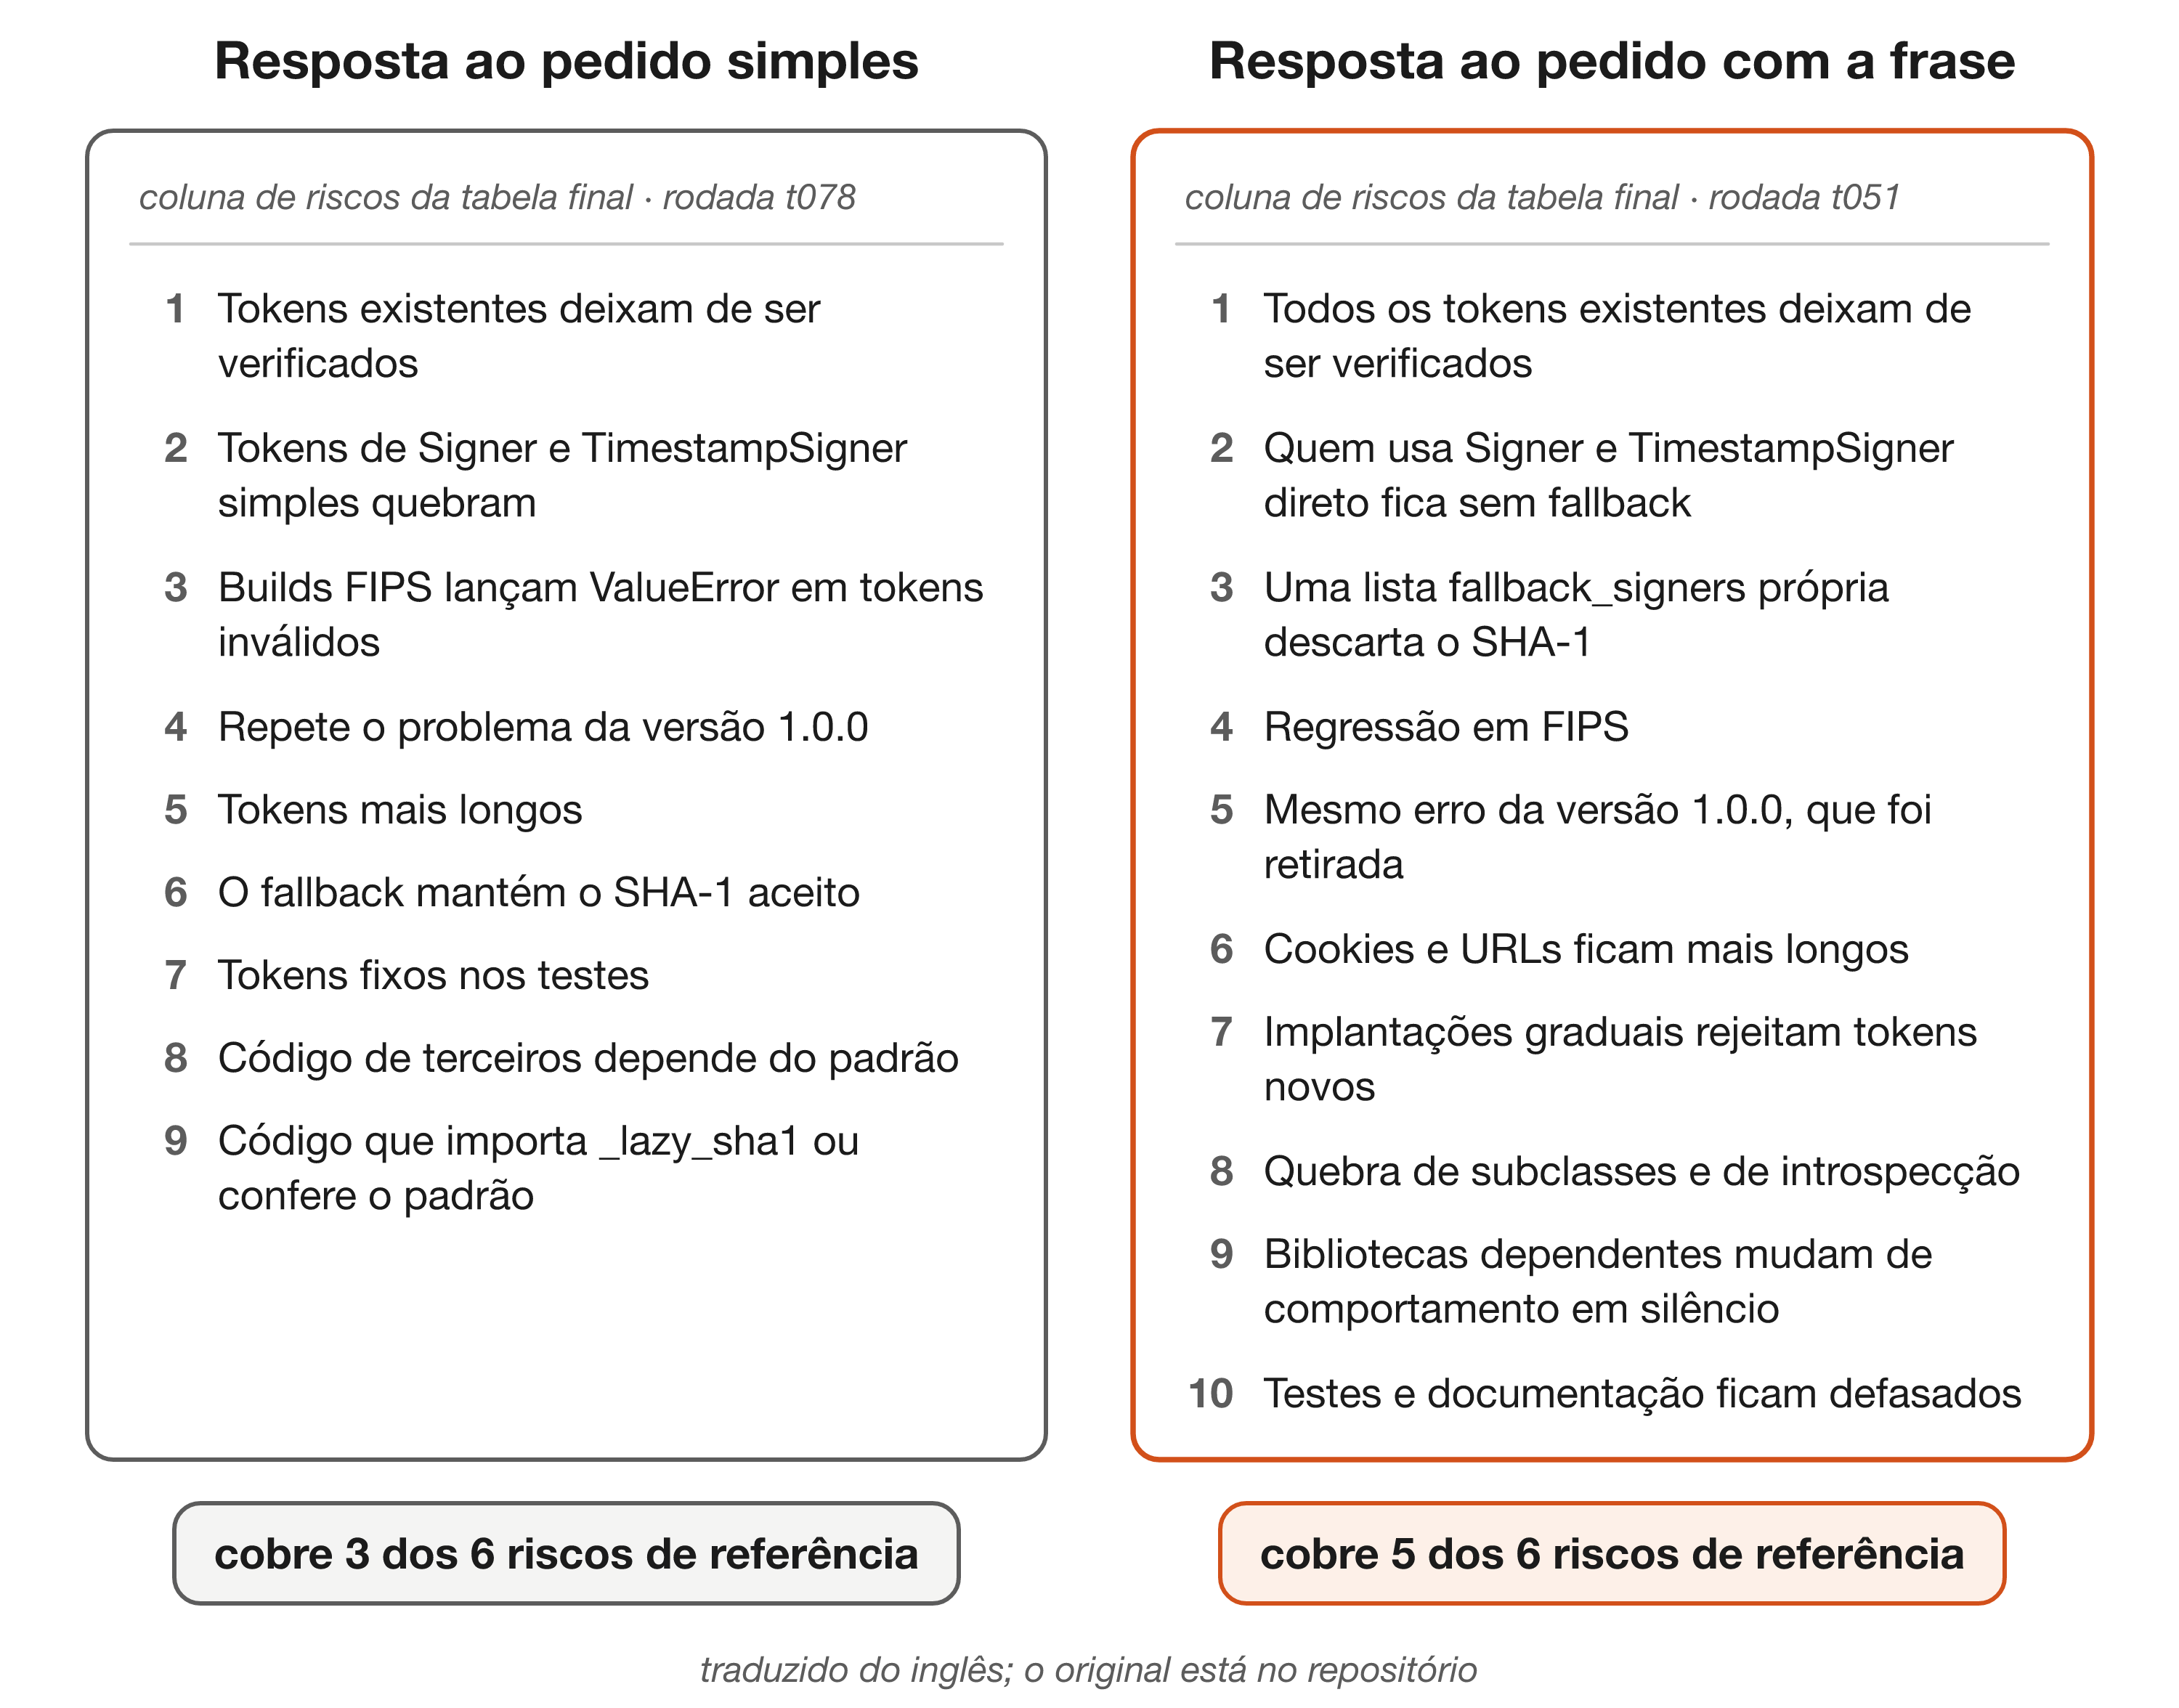 Resposta ao pedido simples
coluna de riscos da tabela final · rodada t078
1 Tokens existentes deixam de ser
verificados
2 Tokens de Signer e TimestampSigner
simples quebram
3 Builds FIPS lançam ValueError em tokens
inválidos
4 Repete o problema da versão 1.0.0
5 Tokens mais longos
6 O fallback mantém o SHA-1 aceito
7 Tokens fixos nos testes
8 Código de terceiros depende do padrão
9 Código que importa _lazy_sha1 ou
confere o padrão
cobre 3 dos 6 riscos de referência
Resposta ao pedido com a frase
coluna de riscos da tabela final · rodada t051
1 Todos os tokens existentes deixam de
ser verificados
2 Quem usa Signer e TimestampSigner
direto fica sem fallback
3 Uma lista fallback_signers própria
descarta o SHA-1
4 Regressão em FIPS
5 Mesmo erro da versão 1.0.0, que foi
retirada
6 Cookies e URLs ficam mais longos
7 Implantações graduais rejeitam tokens
novos
8 Quebra de subclasses e de introspecção
9 Bibliotecas dependentes mudam de
comportamento em silêncio
10 Testes e documentação ficam defasados
cobre 5 dos 6 riscos de referência
traduzido do inglês; o original está no repositório